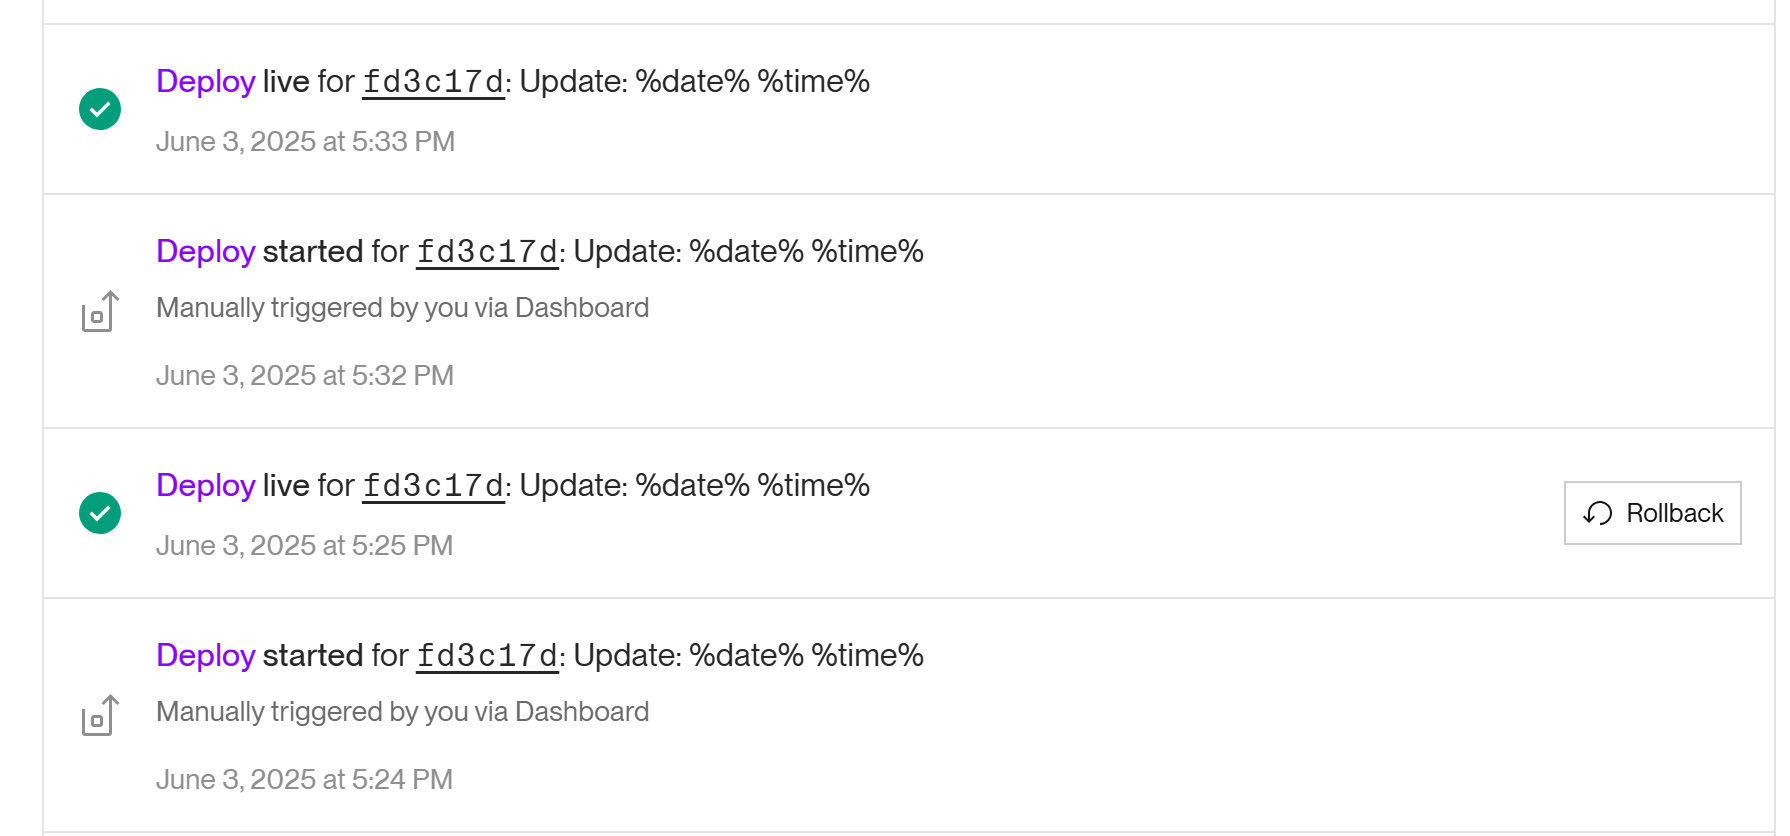 Deploy live for fd3c17d: Update: %date% %time%
June 3, 2025 at 5:33 PM
Deploy started for fd3c17d: Update: %date% %time%
Manually triggered by you via Dashboard
June 3, 2025 at 5:32 PM
Deploy live for fd3c17d: Update: %date% %time%
Rollback
June 3, 2025 at 5:25 PM
Deploy started for fd3c17d: Update: %date% %time%
Manually triggered by you via Dashboard
June 3, 2025 at 5:24 PM